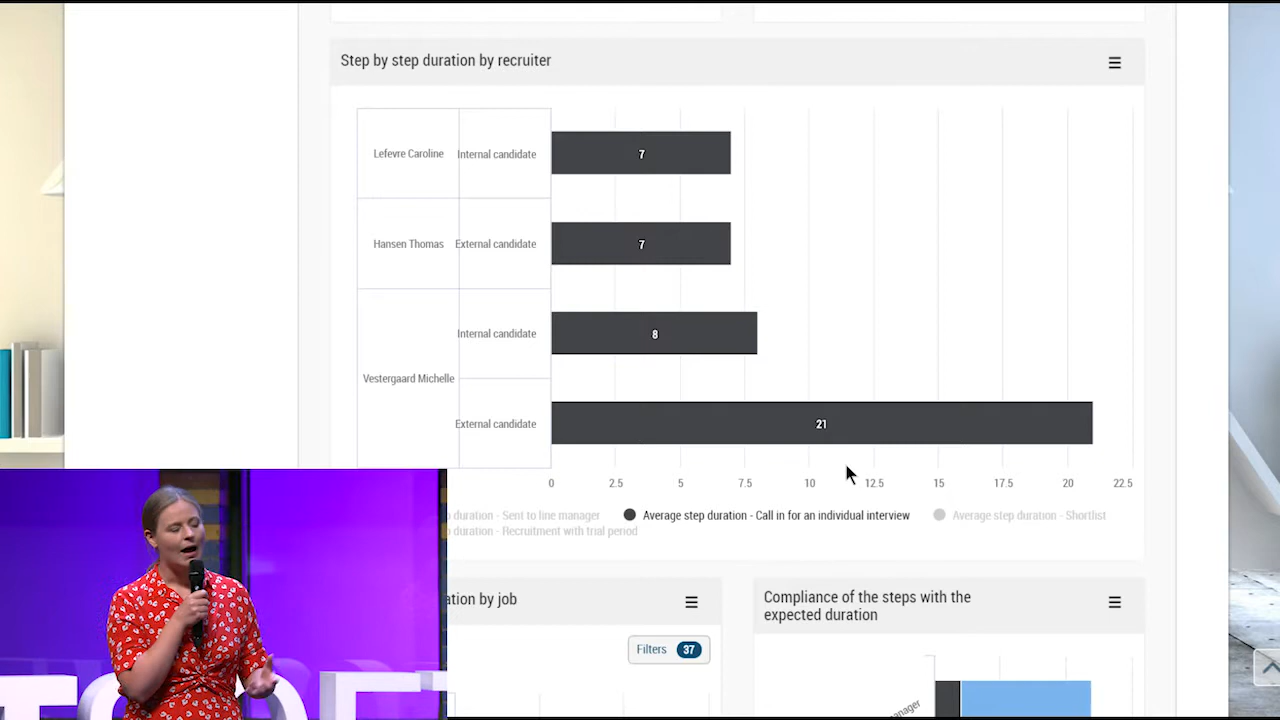 Step by step duration by recruiter
Lefevre Caroline
Internal candidate
7
Hansen Thomas
External candidate
7
Vestergaard Michelle
Internal candidate
8
External candidate
21
0 2.5 5 7.5 10 12.5 15 17.5 20 22.5
duration - Sent to line manager
Average step duration - Call in for an individual interview
Average step duration - Shortlist
duration - Recruitment with trial period
by job
Filters 37
Compliance of the steps with the
expected duration